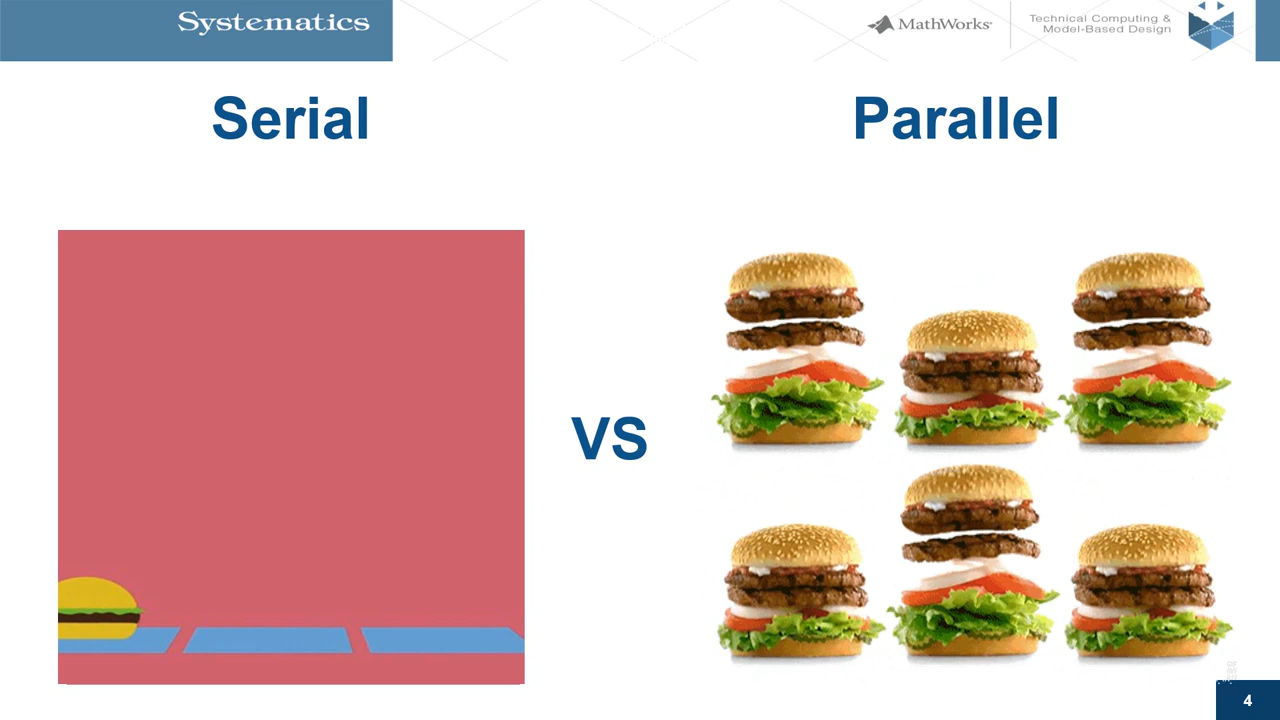 Systematics
MathWorks
Technical Computing &
Model-Based Design
Serial
Parallel
VS
4